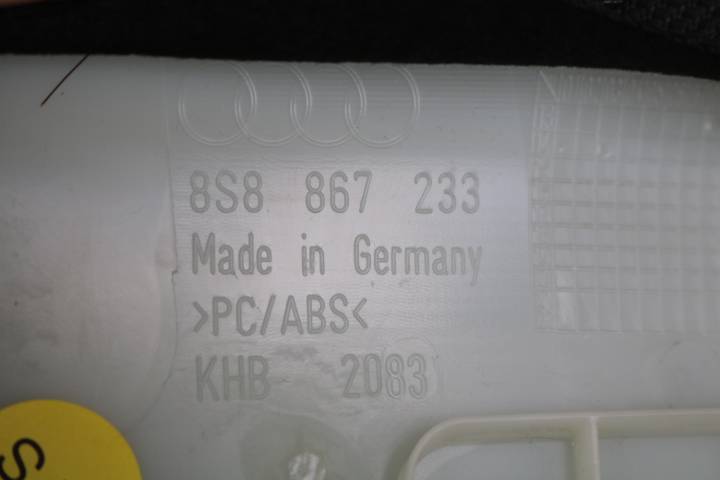 8S8 867 233
Made in Germany
>PC/ABS<
KHB 2083
S